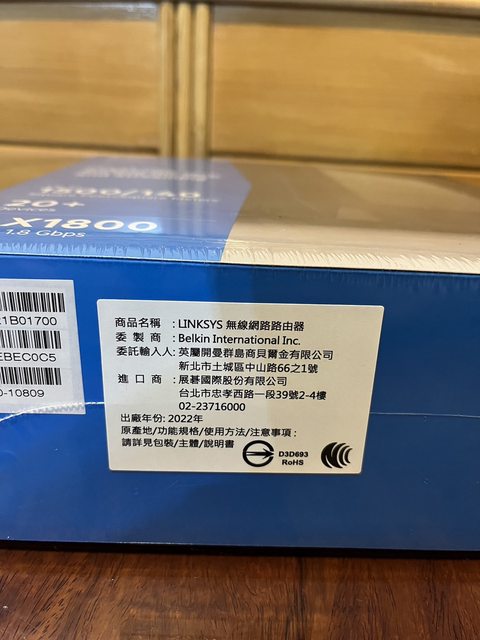 20+
X1800
1.8 Gbps
21B01700
EBEC0C5
0-10809
商品名稱 : LINKSYS 無線網路路由器
委製商 : Belkin International Inc.
委託輸入人: 英屬開曼群島商貝爾金有限公司
新北市土城區中山路66之1號
進口商 : 展碁國際股份有限公司
台北市忠孝西路一段39號2-4樓
02-23716000
出廠年份: 2022年
原產地/功能規格/使用方法/注意事項 :
請詳見包裝/主體/說明書
D3D693
RoHS